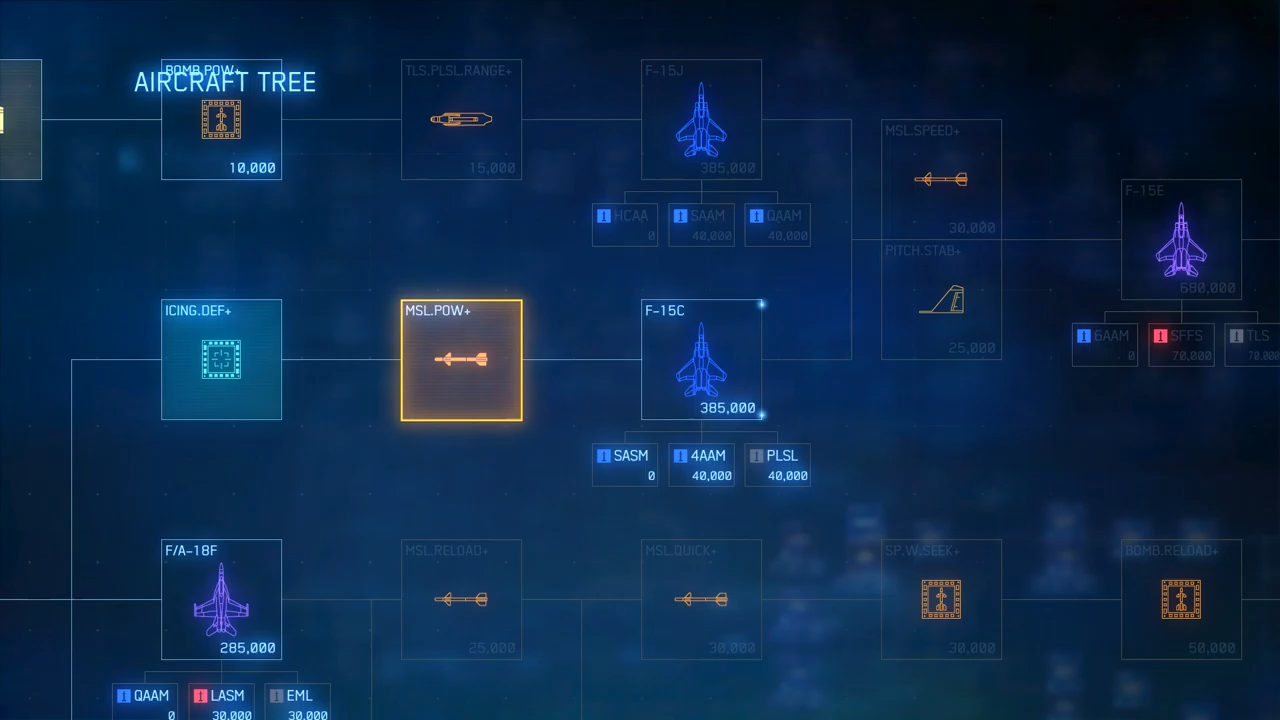 AIRCRAFT TREE
BOMB.POW+
10,000
TLS.PLSL.RANGE+
15,000
F-15J
385,000
HCAA
0
SAAM
40,000
QAAM
40,000
MSL.SPEED+
30,000
PITCH.STAB+
25,000
F-15E
680,000
6AAM
0
SFFS
70,000
TLS
70,000
ICING.DEF+
MSL.POW+
F-15C
385,000
SASM
0
4AAM
40,000
PLSL
40,000
F/A-18F
285,000
QAAM
0
LASM
30,000
EML
30,000
MSL.RELOAD+
25,000
MSL.QUICK+
30,000
SP.W.SEEK+
30,000
BOMB.RELOAD+
50,000